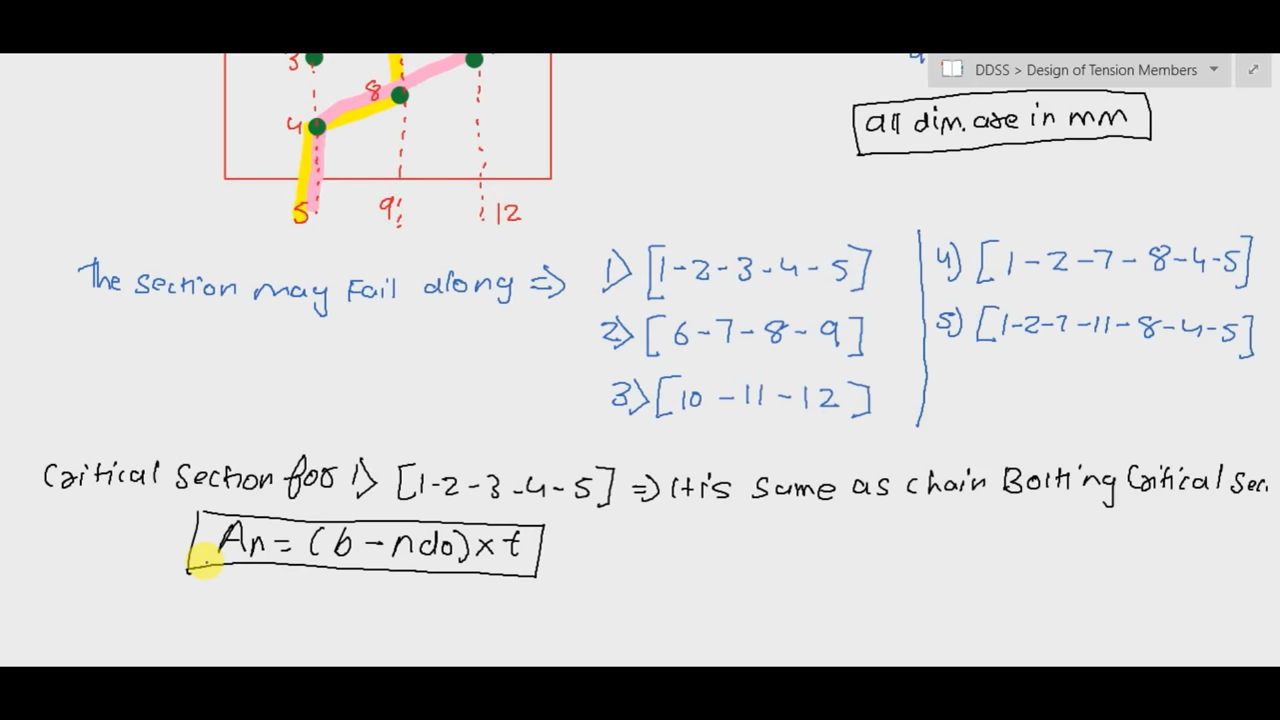 3
DDSS > Design of Tension Members
8
4
all dim. are in mm
5 9 12
The section may Fail along ⇒ 1) [1-2-3-4-5]
2) [6-7-8-9]
3) [10-11-12]
4) [1-2-7-8-4-5]
5) [1-2-7-11-8-4-5]
Critical Section for 1) [1-2-3-4-5] ⇒ It is same as chain Bolting Critical Sec.
An = (b - ndo) × t